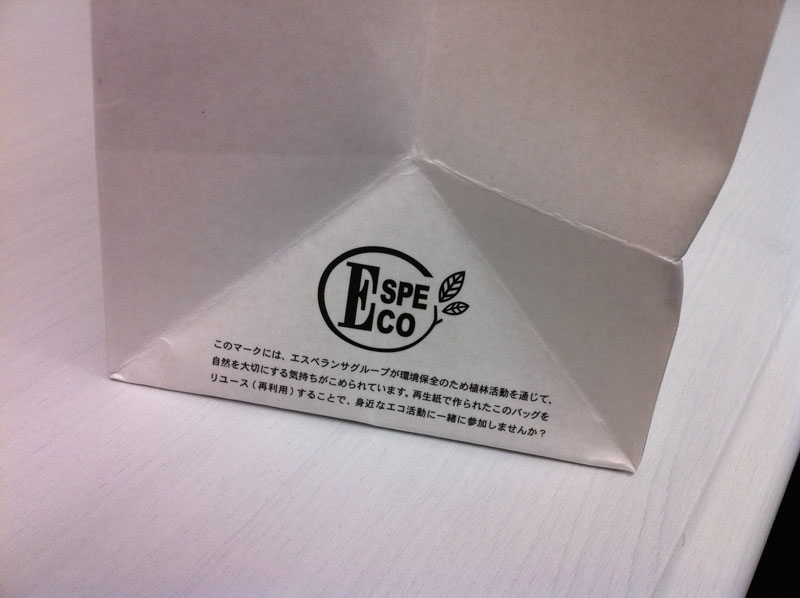 ESPE
ECO
このマークには、エスペランサグループが環境保全のため植林活動を通じて、
自然を大切にする気持ちがこめられています。再生紙で作られたこのバッグを
リユース（再利用）することで、身近なエコ活動に一緒に参加しませんか？